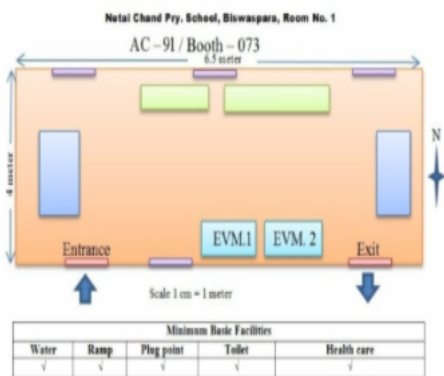 Netai Chand Pry. School, Biswaspara, Room No. 1
AC – 91 / Booth – 073
6.5 meter
4 meter
N
EVM.1 EVM. 2
Entrance Exit
Scale 1 cm = 1 meter
Minimum Basic Facilities
Water Ramp Plug point Toilet Health care
√ √ √ √ √